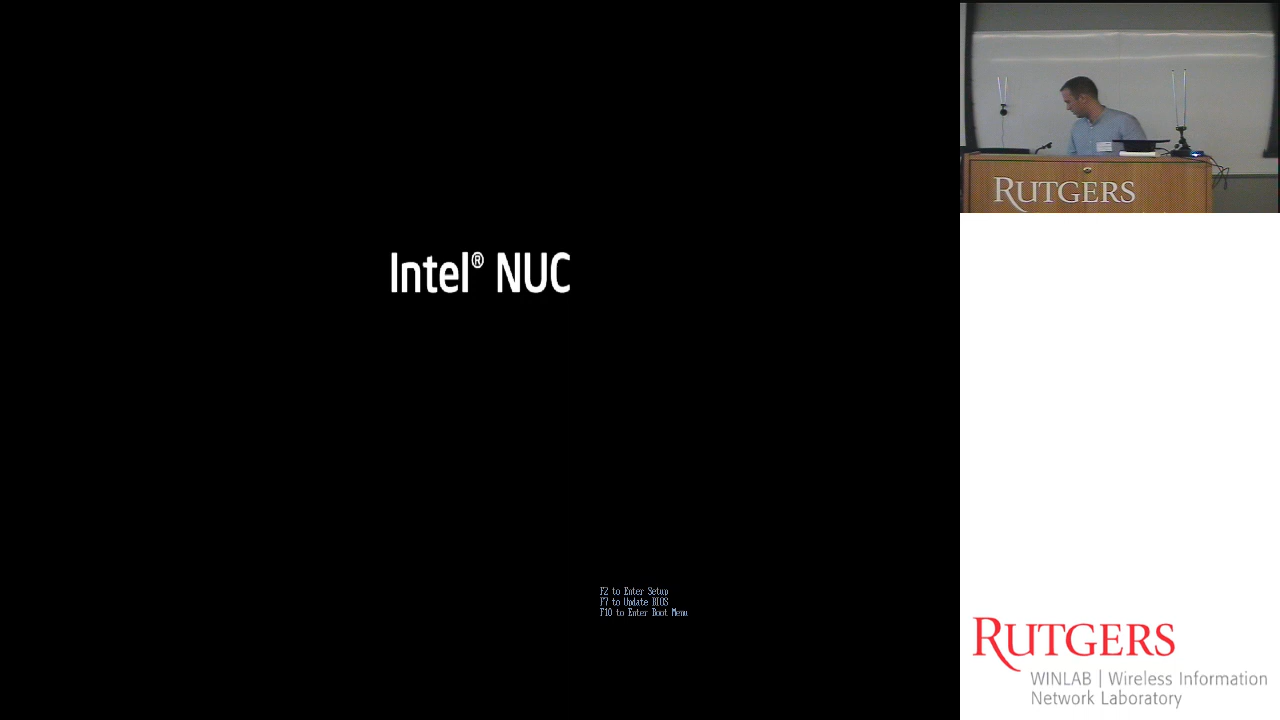 Intel® NUC
F2 to Enter Setup
F7 to Update BIOS
F10 to Enter Boot Menu
RUTGERS
RUTGERS
WINLAB | Wireless Information
Network Laboratory